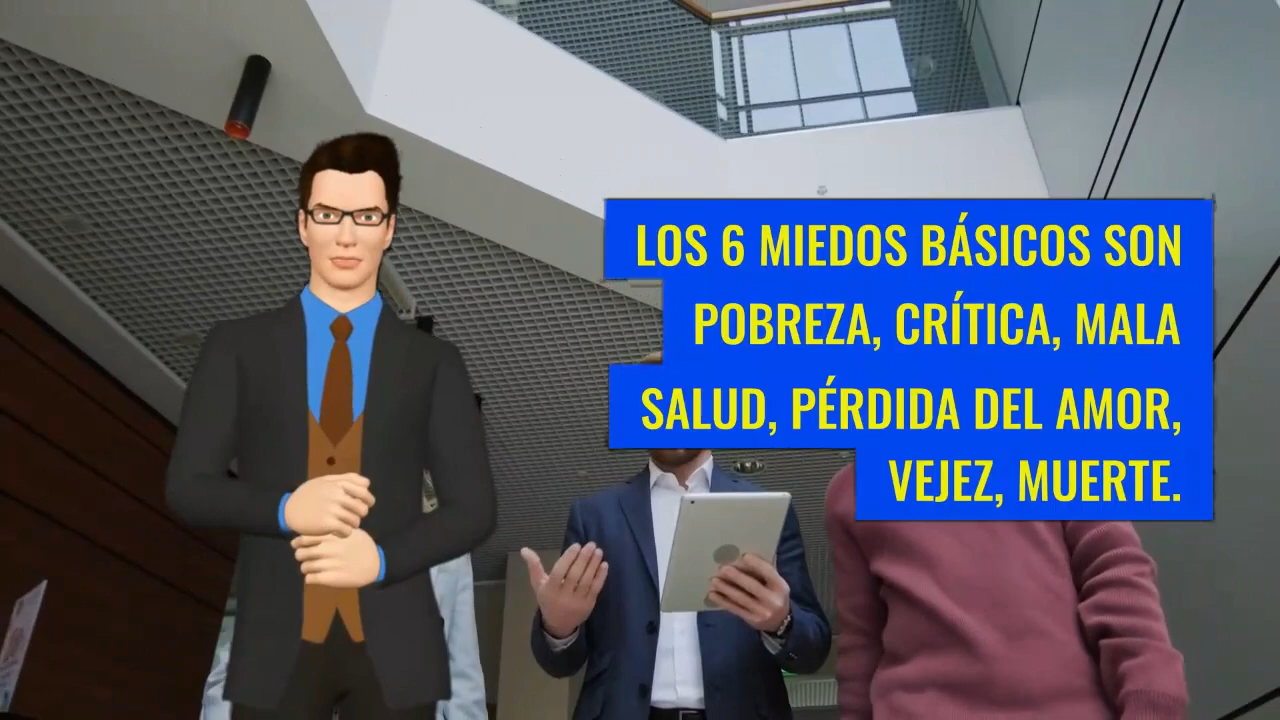 LOS 6 MIEDOS BÁSICOS SON
POBREZA, CRÍTICA, MALA
SALUD, PÉRDIDA DEL AMOR,
VEJEZ, MUERTE.